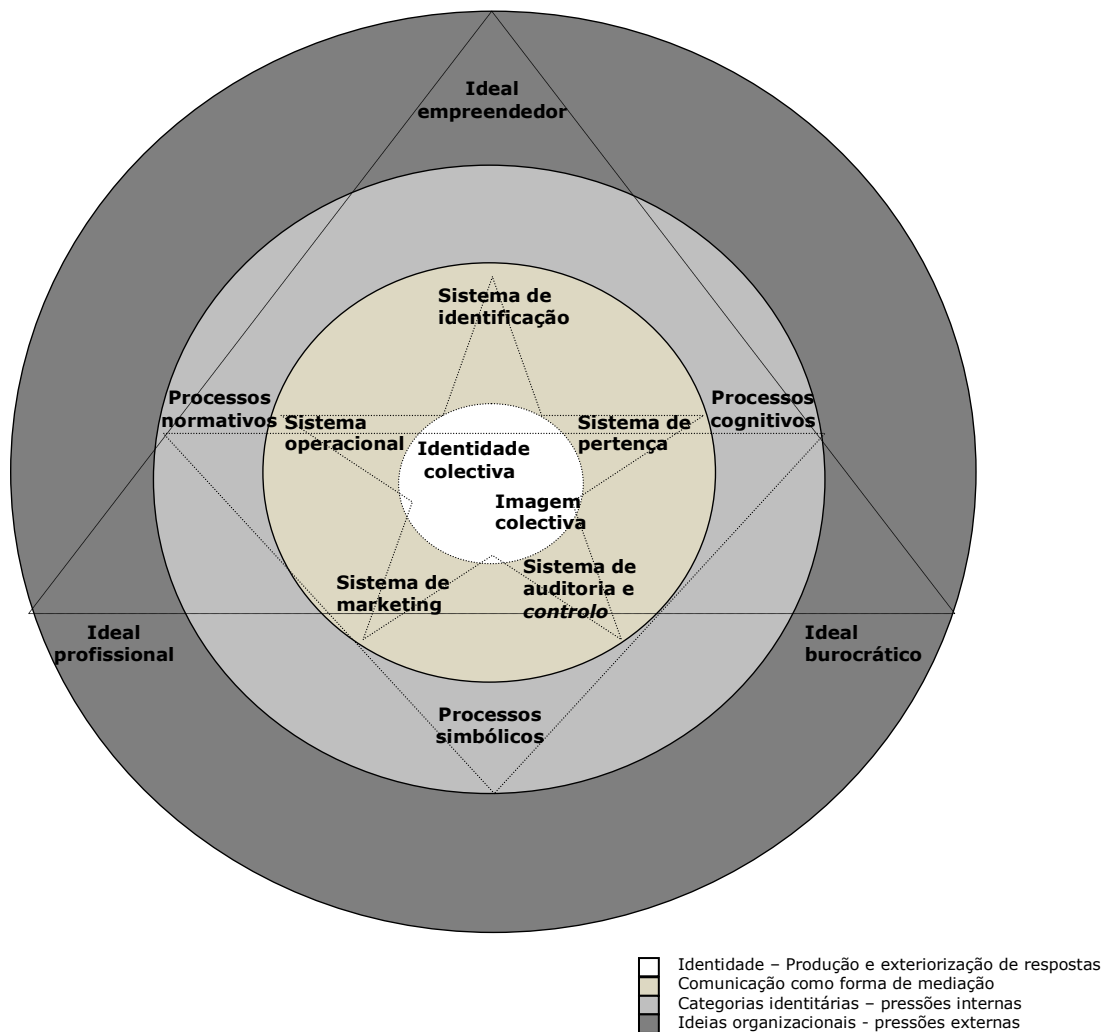 Ideal
empreendedor
Sistema de
identificação
Processos
normativos
Processos
cognitivos
Sistema
operacional
Sistema de
pertença
Identidade
colectiva
Imagem
colectiva
Sistema de
marketing
Sistema de
auditoria e
controlo
Ideal
profissional
Ideal
burocrático
Processos
simbólicos
Identidade – Produção e exteriorização de respostas
Comunicação como forma de mediação
Categorias identitárias – pressões internas
Ideias organizacionais - pressões externas